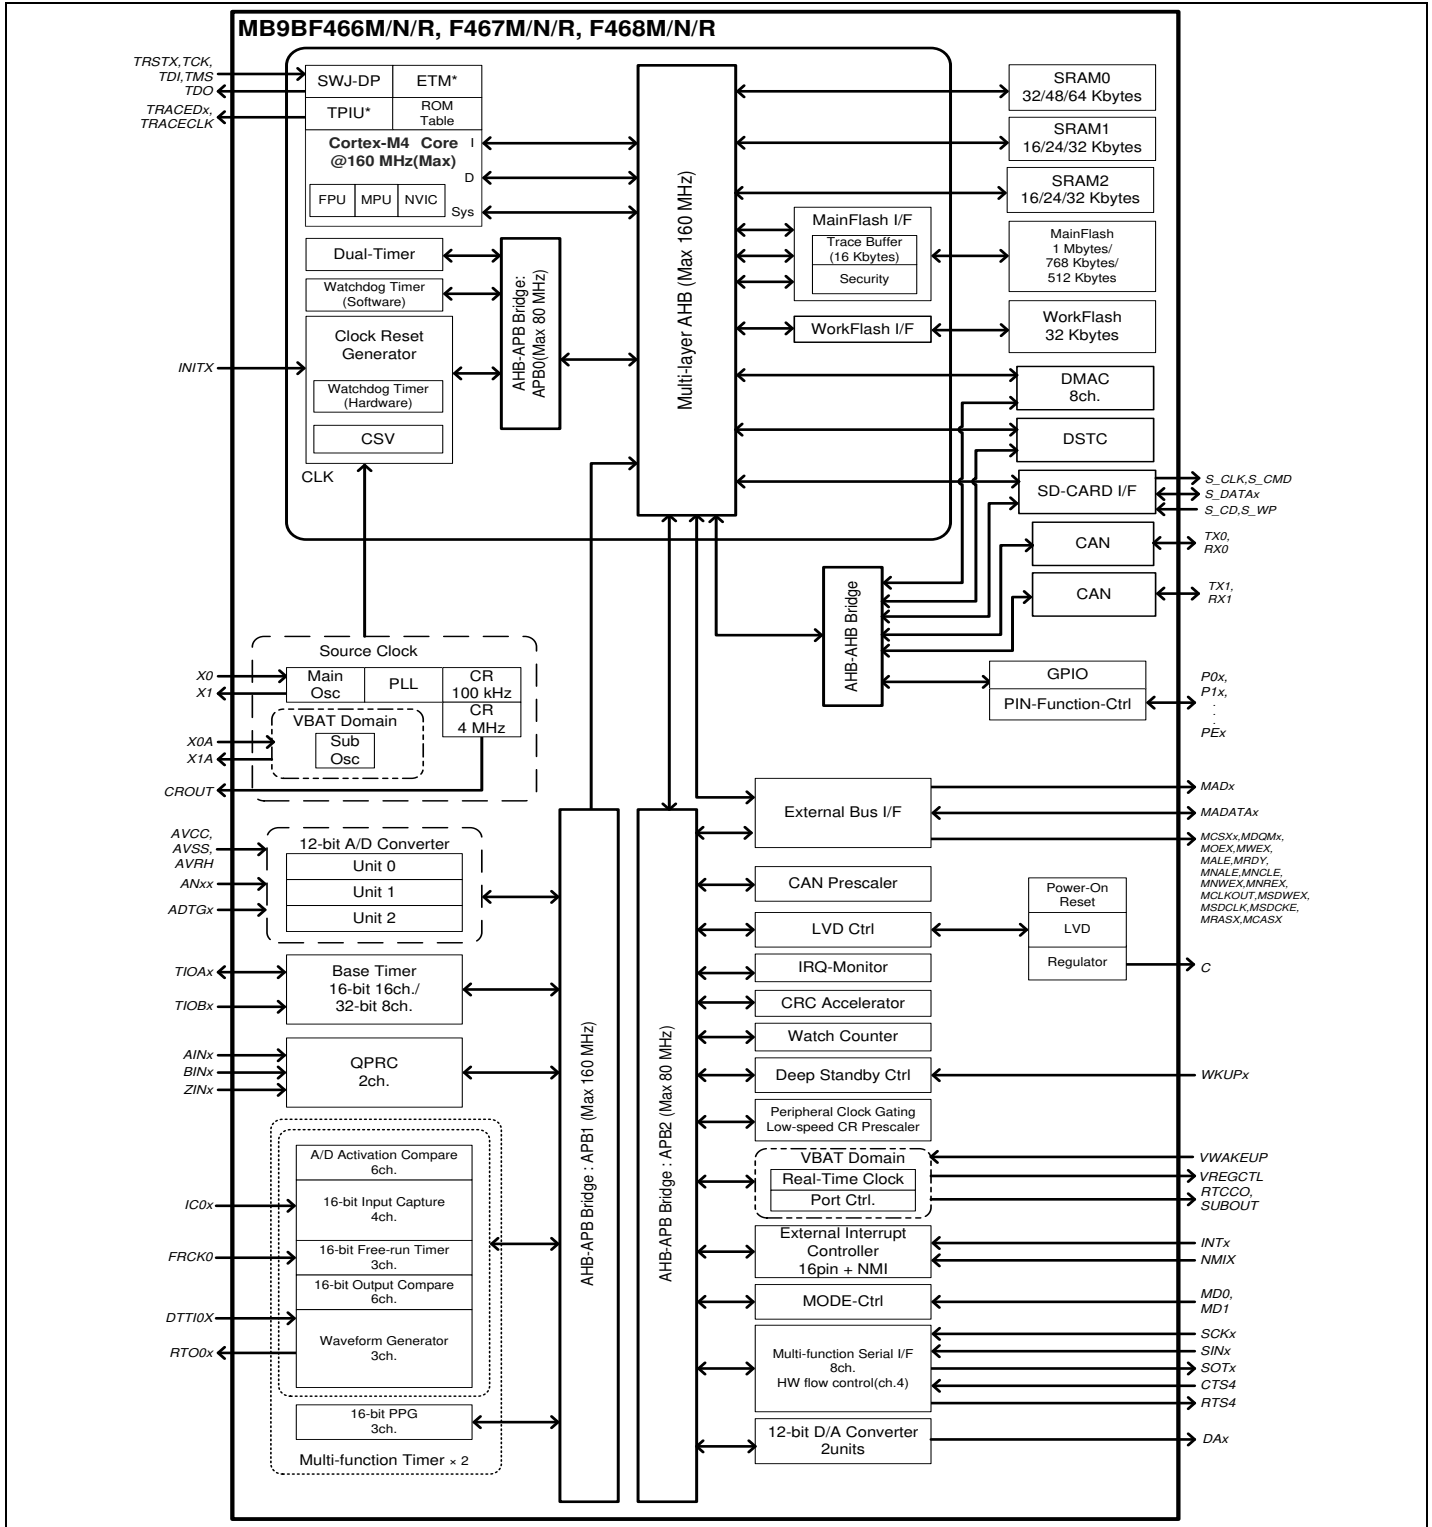 MB9BF466M/N/R, F467M/N/R, F468M/N/R
TRSTX,TCK,
TDI,TMS
TDO
TRACEDx,
TRACECLK
SWJ-DP
ETM*
TPIU*
ROM
Table
Cortex-M4 Core
@160 MHz(Max)
I
D
Sys
FPU
MPU
NVIC
Dual-Timer
Watchdog Timer
(Software)
Clock Reset
Generator
Watchdog Timer
(Hardware)
CSV
CLK
INITX
AHB-APB Bridge:
APB0(Max 80 MHz)
Multi-layer AHB (Max 160 MHz)
SRAM0
32/48/64 Kbytes
SRAM1
16/24/32 Kbytes
SRAM2
16/24/32 Kbytes
MainFlash I/F
Trace Buffer
(16 Kbytes)
Security
MainFlash
1 Mbytes/
768 Kbytes/
512 Kbytes
WorkFlash I/F
WorkFlash
32 Kbytes
DMAC
8ch.
DSTC
SD-CARD I/F
S_CLK,S_CMD
S_DATAx
S_CD,S_WP
CAN
TX0,
RX0
CAN
TX1,
RX1
AHB-AHB Bridge
GPIO
PIN-Function-Ctrl
P0x,
P1x,
.
.
PEx
Source Clock
X0
X1
Main
Osc
PLL
CR
100 kHz
CR
4 MHz
VBAT Domain
Sub
Osc
X0A
X1A
CROUT
AVCC,
AVSS,
AVRH
ANxx
ADTGx
12-bit A/D Converter
Unit 0
Unit 1
Unit 2
TIOAx
TIOBx
Base Timer
16-bit 16ch./
32-bit 8ch.
AINx
BINx
ZINx
QPRC
2ch.
A/D Activation Compare
6ch.
IC0x
16-bit Input Capture
4ch.
FRCK0
16-bit Free-run Timer
3ch.
16-bit Output Compare
6ch.
DTTI0X
RTO0x
Waveform Generator
3ch.
16-bit PPG
3ch.
Multi-function Timer × 2
AHB-APB Bridge : APB1 (Max 160 MHz)
AHB-APB Bridge : APB2 (Max 80 MHz)
External Bus I/F
MADx
MADATAx
MCSXx,MDQMx,
MOEX,MWEX,
MALE,MRDY,
MNALE,MNCLE,
MNWEX,MNREX,
MCLKOUT,MSDWEX,
MSDCLK,MSDCKE,
MRASX,MCASX
CAN Prescaler
LVD Ctrl
Power-On
Reset
LVD
Regulator
C
IRQ-Monitor
CRC Accelerator
Watch Counter
Deep Standby Ctrl
WKUPx
Peripheral Clock Gating
Low-speed CR Prescaler
VBAT Domain
Real-Time Clock
Port Ctrl.
VWAKEUP
VREGCTL
RTCCO,
SUBOUT
External Interrupt
Controller
16pin + NMI
INTx
NMIX
MODE-Ctrl
MD0,
MD1
Multi-function Serial I/F
8ch.
HW flow control(ch.4)
SCKx
SINx
SOTx
CTS4
RTS4
12-bit D/A Converter
2units
DAx